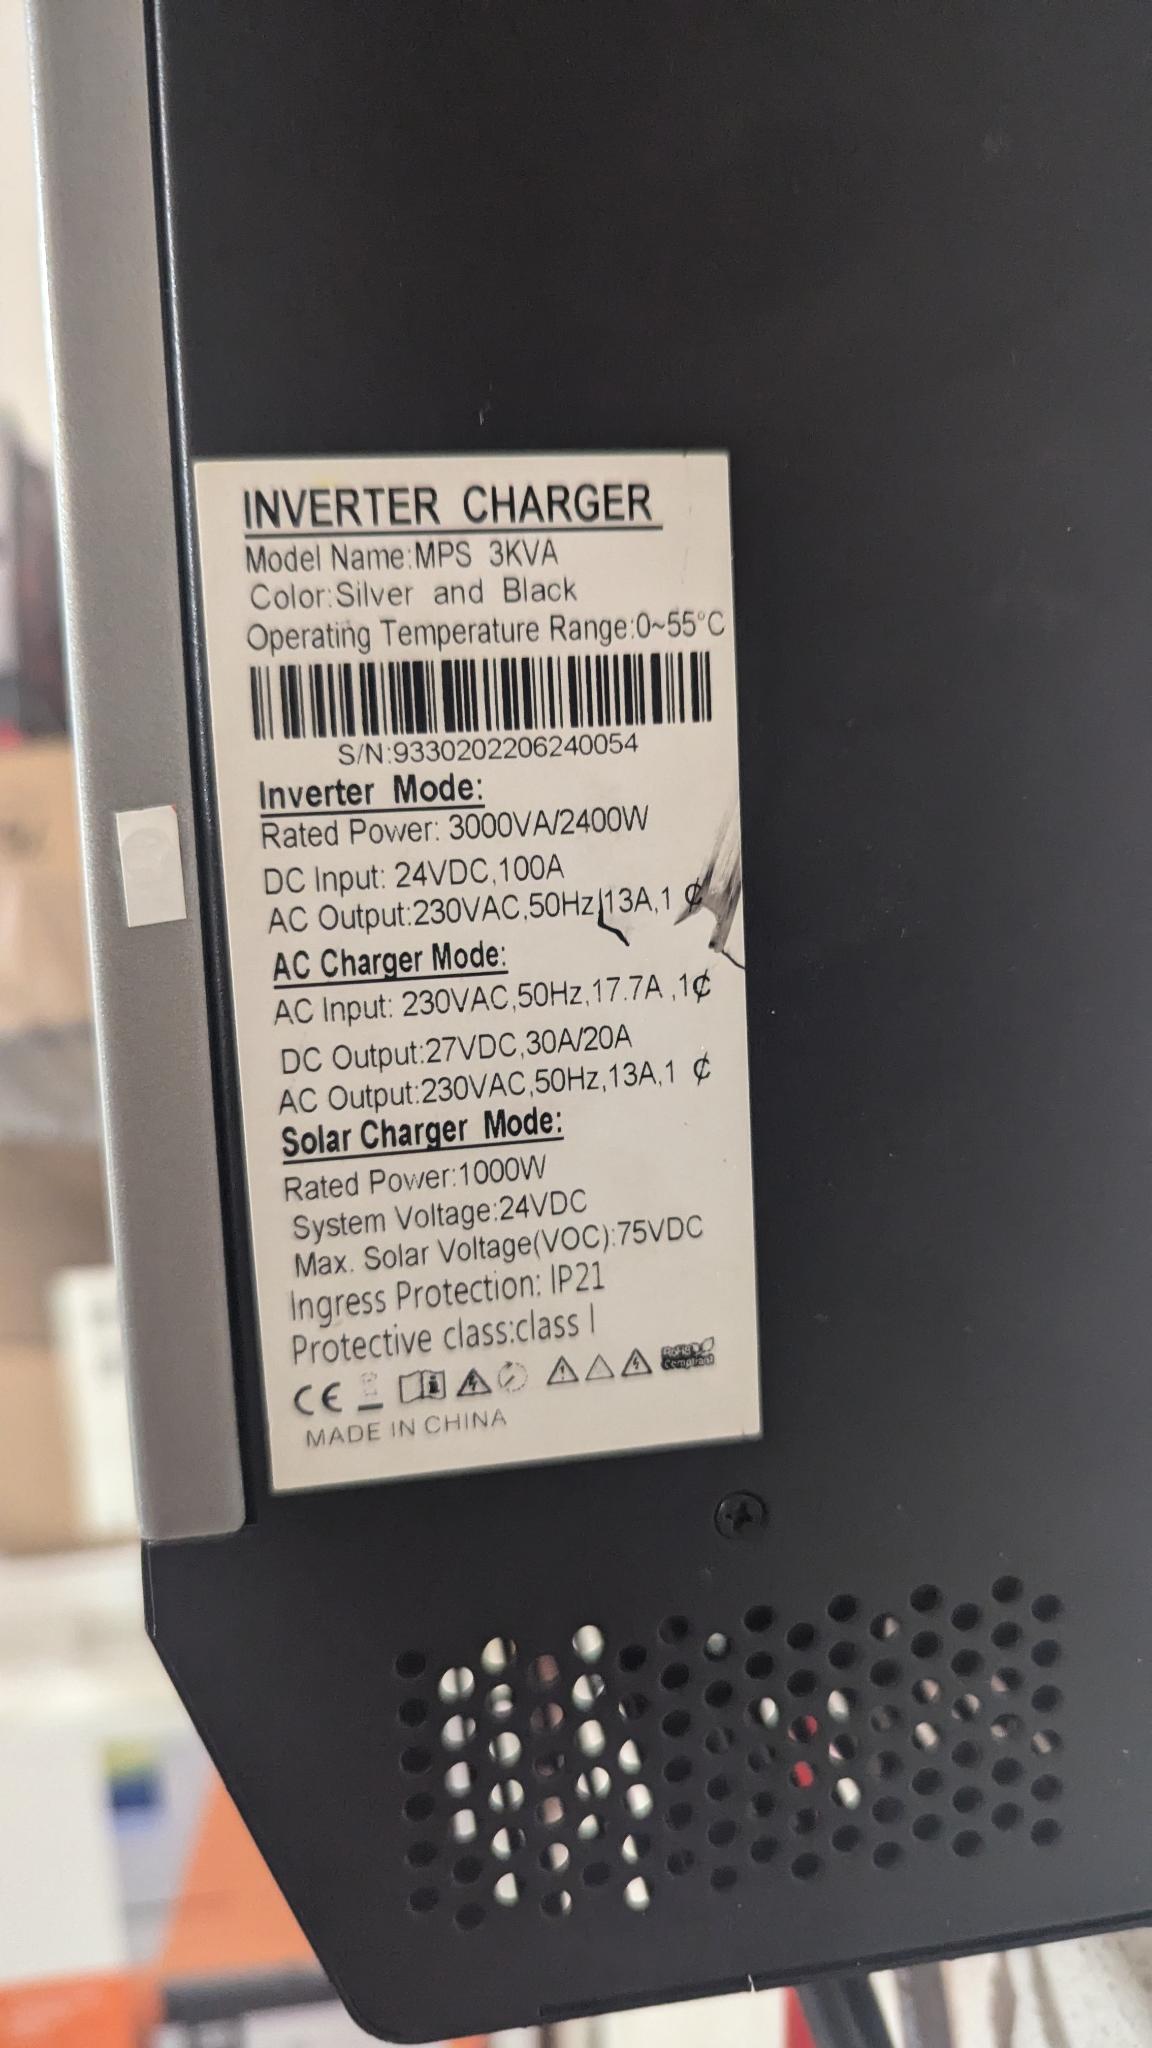 INVERTER CHARGER
Model Name:MPS 3KVA
Color:Silver and Black
Operating Temperature Range:0~55°C
S/N:9330202206240054
Inverter Mode:
Rated Power: 3000VA/2400W
DC Input: 24VDC,100A
AC Output:230VAC,50Hz,13A,1 ¢
AC Charger Mode:
AC Input: 230VAC,50Hz,17.7A ,1¢
DC Output:27VDC,30A/20A
AC Output:230VAC,50Hz,13A,1 ¢
Solar Charger Mode:
Rated Power:1000W
System Voltage:24VDC
Max. Solar Voltage(VOC):75VDC
Ingress Protection: IP21
Protective class:class I
CE RoHS Compliant
MADE IN CHINA